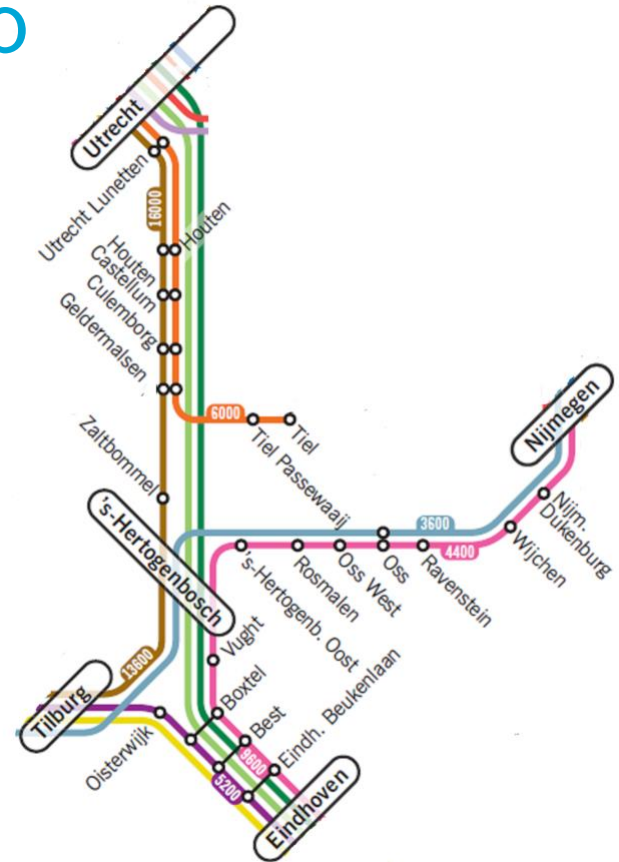 Utrecht
Utrecht Lunetten
16000
Houten
Houten
Castellum
Culemborg
Geldermalsen
6000
Tiel
Tiel Passewaaij
Zaltbommel
Nijmegen
's-Hertogenbosch
3600
4400
Nijm.
Dukenburg
Wijchen
Ravenstein
Oss
Oss West
Rosmalen
's-Hertogenb. Oost
Vught
13600
Tilburg
Boxtel
Best
Eindh. Beukenlaan
Oisterwijk
9600
5200
Eindhoven